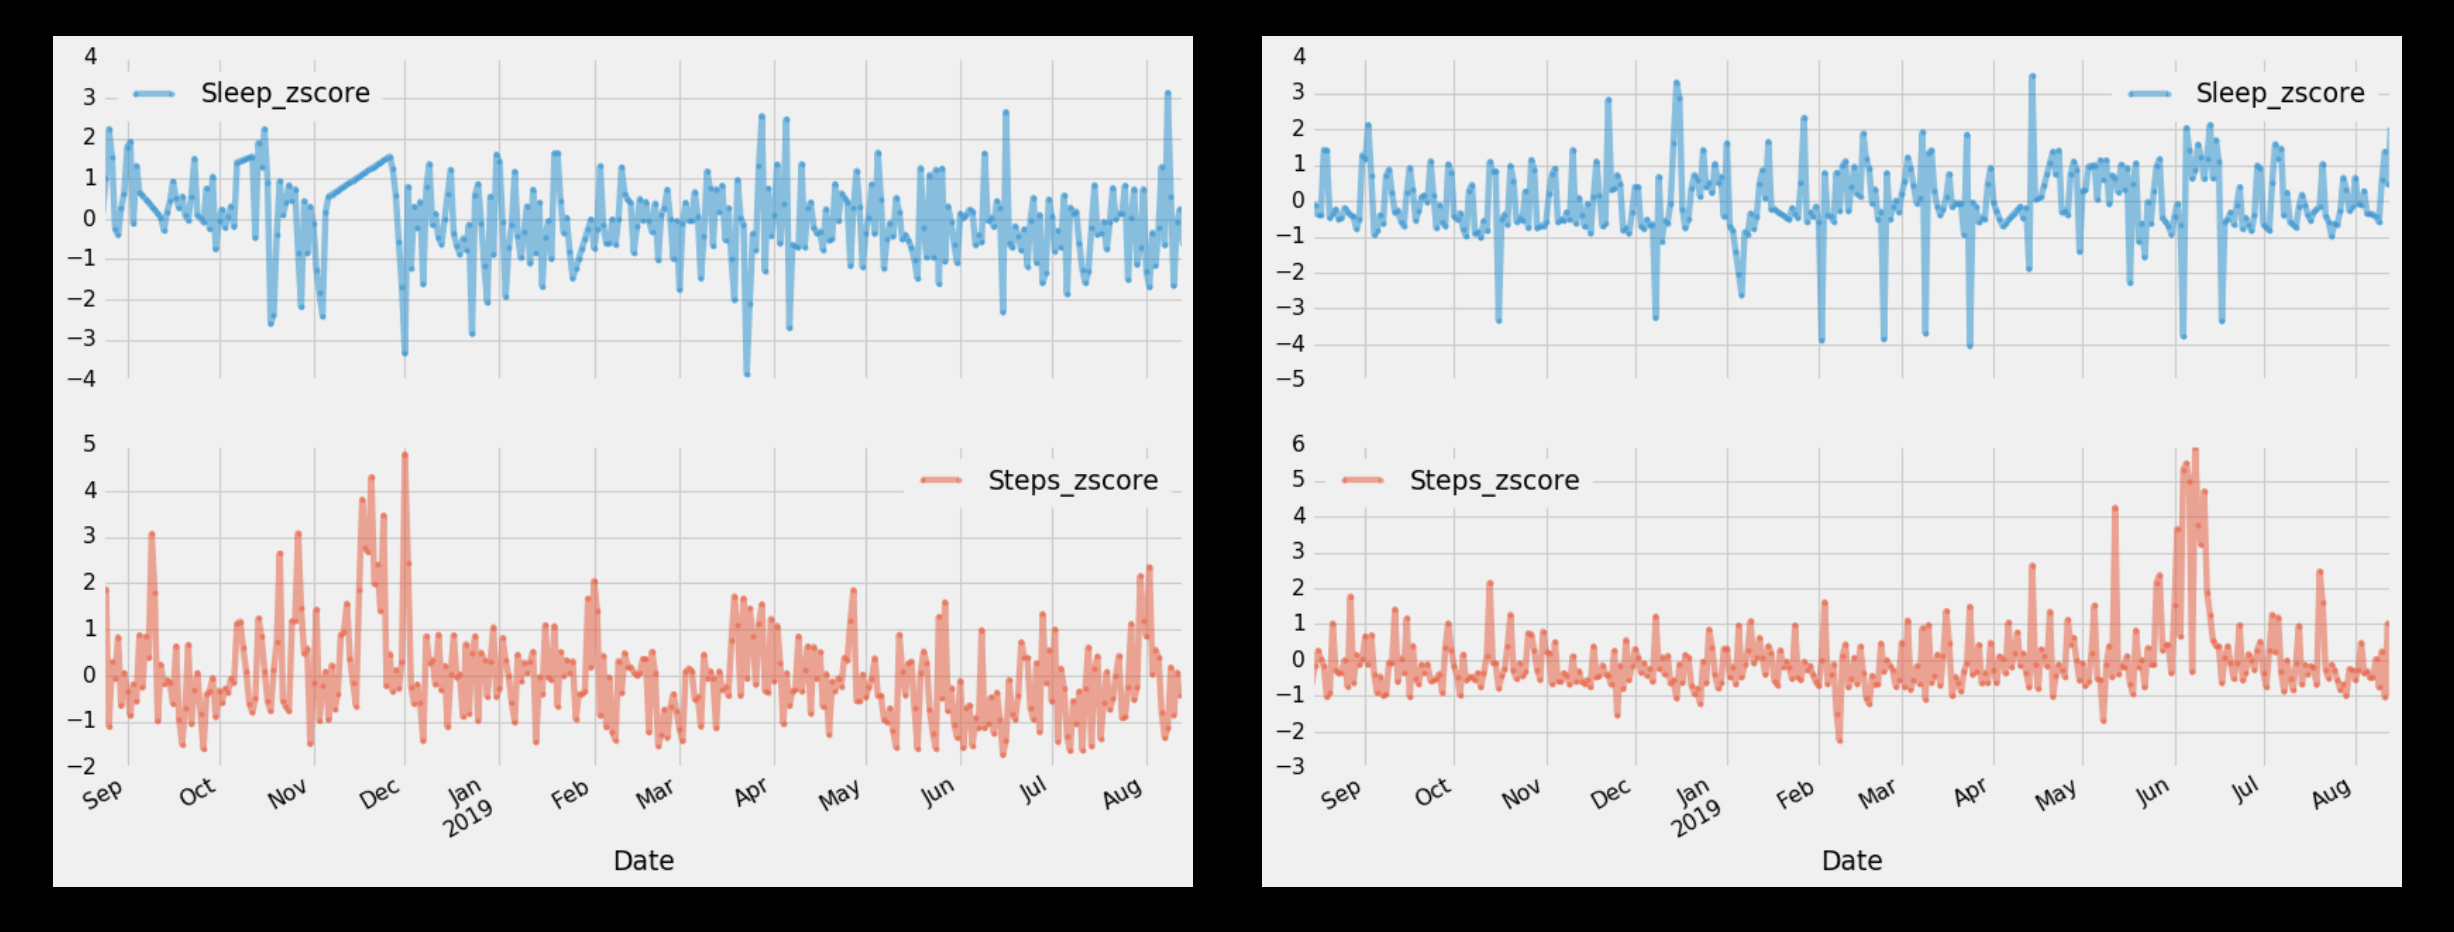 4
Sleep_zscore
3
2
1
0
−1
−2
−3
−4
5
Steps_zscore
4
3
2
1
0
−1
−2
Sep
Oct
Nov
Dec
Jan
2019
Feb
Mar
Apr
May
Jun
Jul
Aug
Date
4
3
Sleep_zscore
2
1
0
−1
−2
−3
−4
−5
6
5
Steps_zscore
4
3
2
1
0
−1
−2
−3
Sep
Oct
Nov
Dec
Jan
2019
Feb
Mar
Apr
May
Jun
Jul
Aug
Date